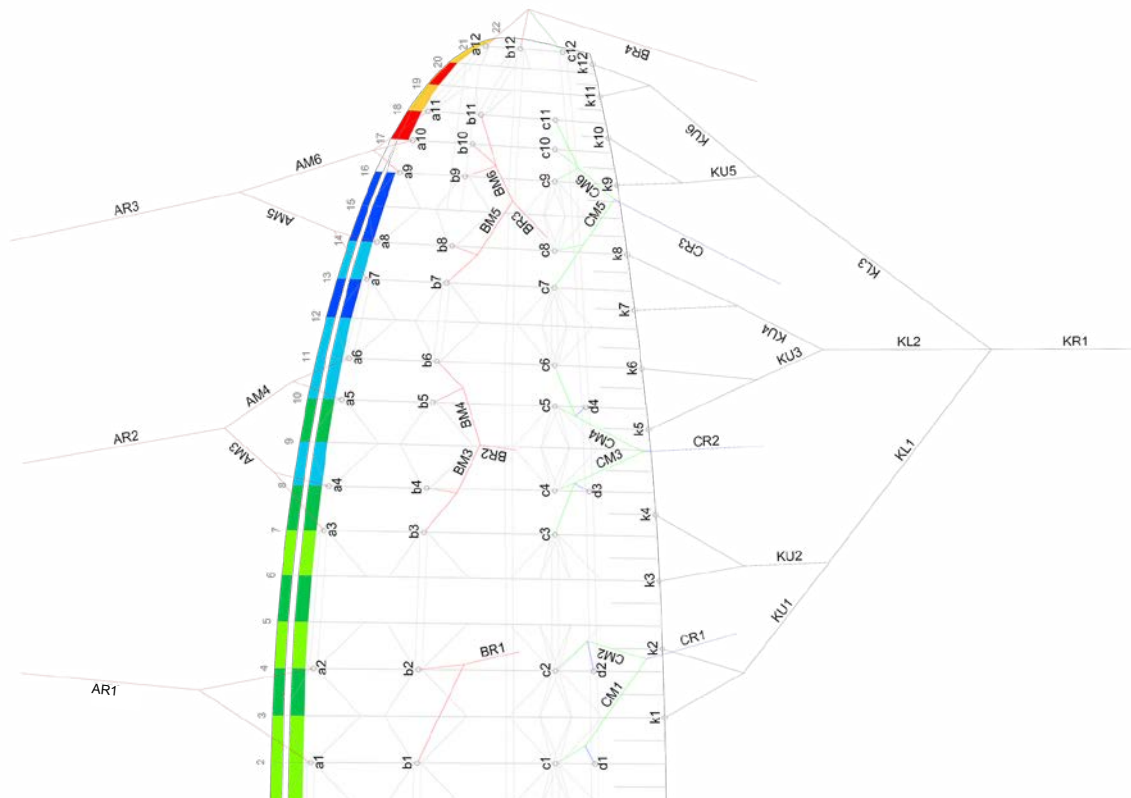 22
21 a12 b12 c12 BR4
20 k12
19 k11
18 a11 b11 c11 KU6
17 a10 b10 c10 k10
AM6 16 a9 b9 BM6 c9 CM6 k9 KU5
AR3 AM5 15 BM5 BR3 CM5
14 a8 b8 c8 k8 CR3
13 a7 b7 c7 KL3
12 k7 KU4
11 a6 b6 c6 k6 KU3 KL2 KR1
AM4 10 a5 b5 BM4 c5 d4 CM4 k5
AR2 AM3 9 BM3 BR2 CM3 CR2 KL1
8 a4 b4 c4 d3
7 a3 b3 c3 k4
6 k3 KU2
5 BR1 k2 CR1 KU1
4 a2 b2 c2 d2 CM2
AR1 CM1
3 k1
2 a1 b1 c1 d1